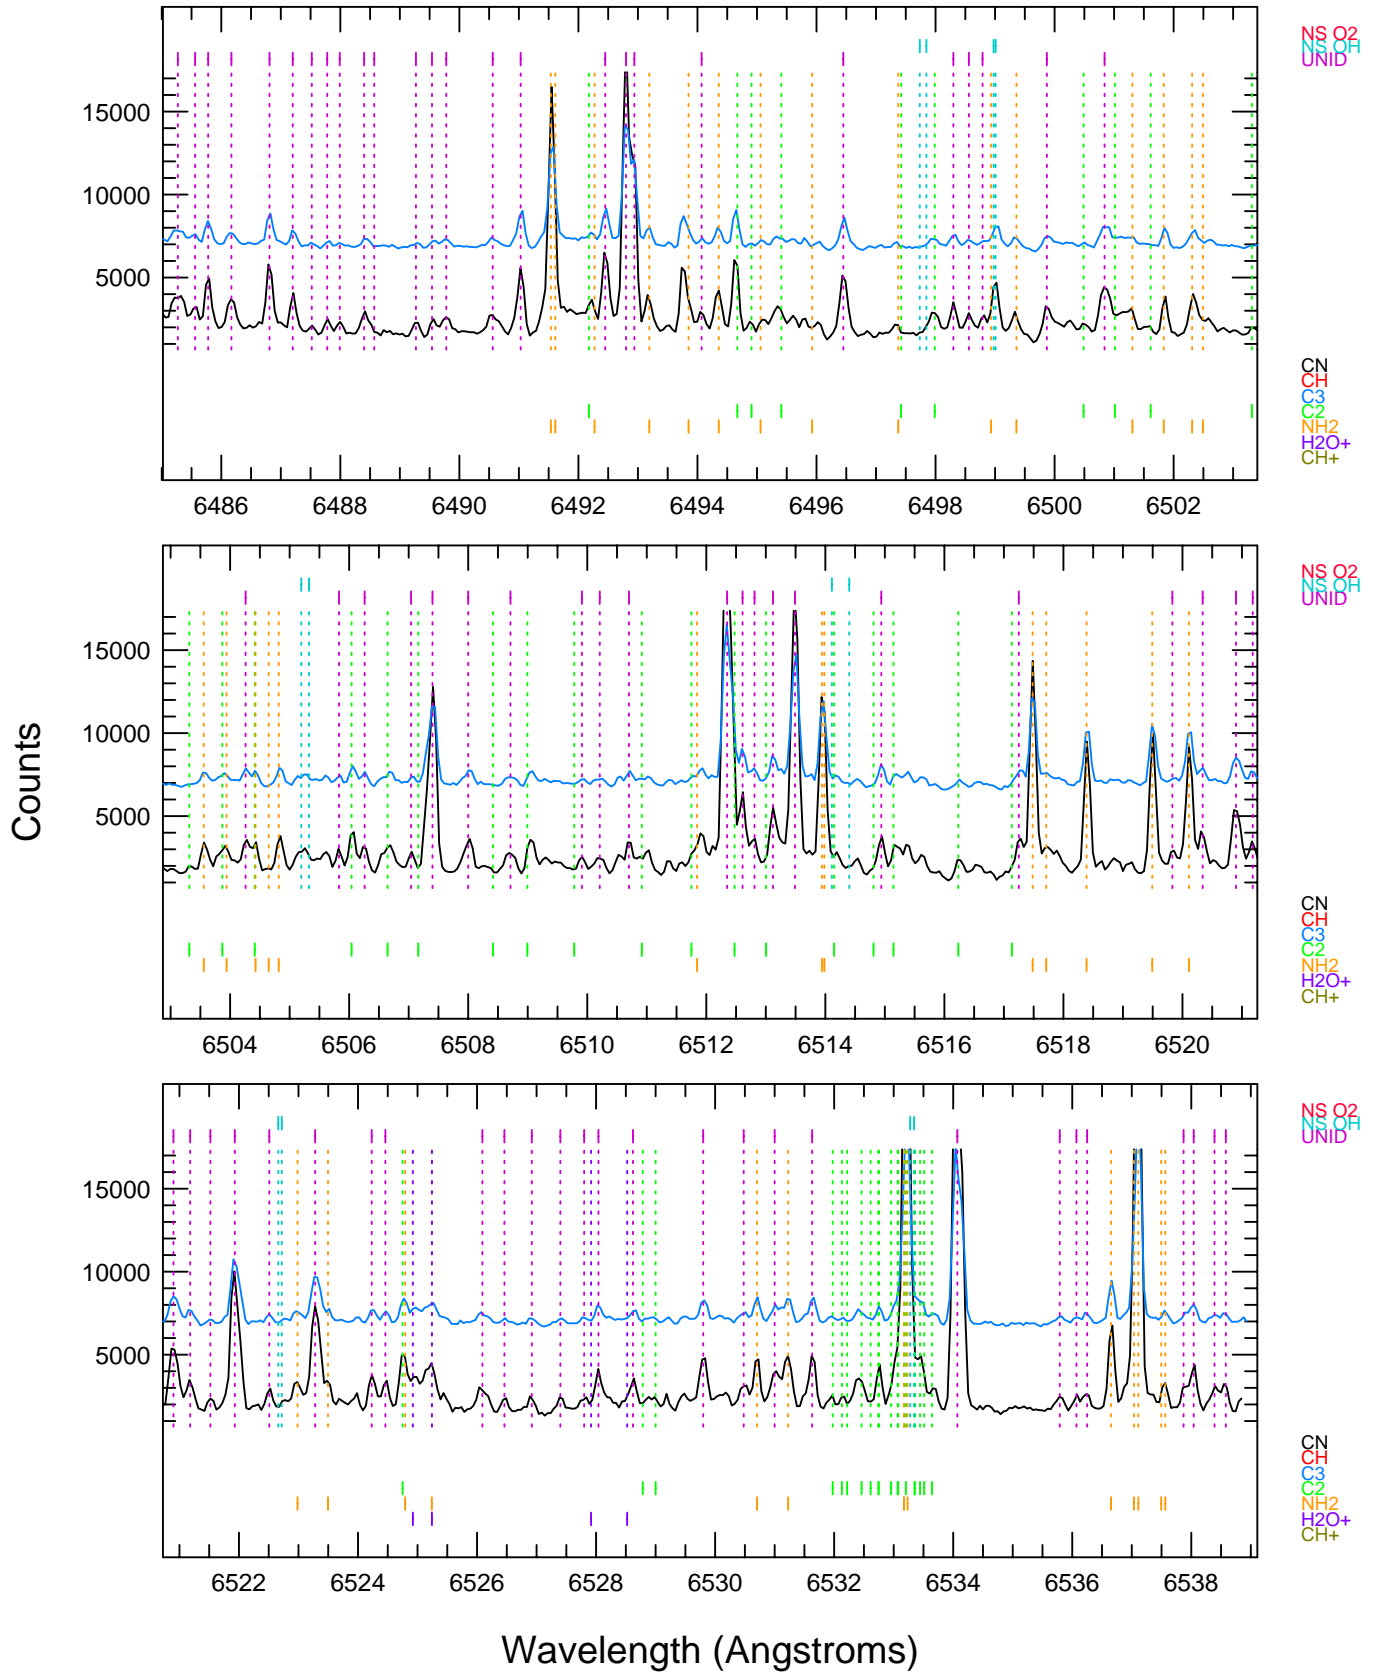 NS O2
NS OH
UNID
15000
10000
5000
CN
CH
C3
C2
NH2
H2O+
CH+
6486 6488 6490 6492 6494 6496 6498 6500 6502
NS O2
NS OH
UNID
15000
10000
5000
CN
CH
C3
C2
NH2
H2O+
CH+
6504 6506 6508 6510 6512 6514 6516 6518 6520
Counts
NS O2
NS OH
UNID
15000
10000
5000
CN
CH
C3
C2
NH2
H2O+
CH+
6522 6524 6526 6528 6530 6532 6534 6536 6538
Wavelength (Angstroms)